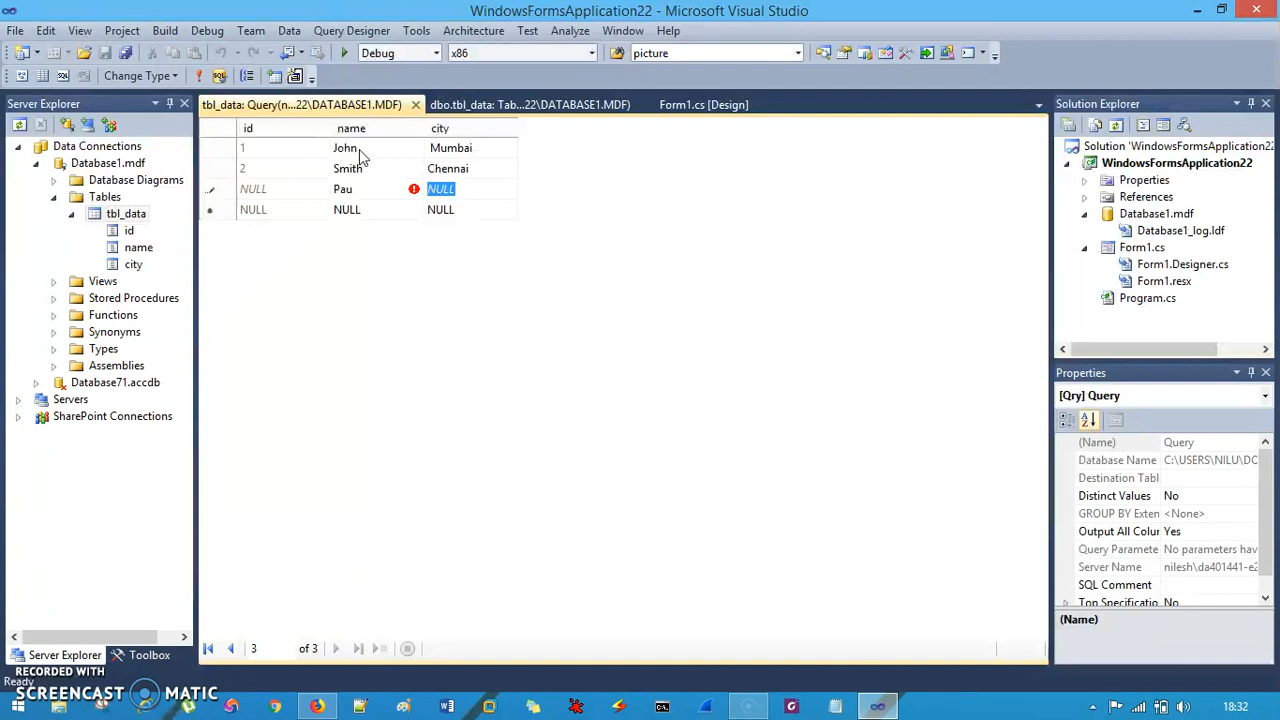 WindowsFormsApplication22 - Microsoft Visual Studio
File Edit View Project Build Debug Team Data Query Designer Tools Architecture Test Analyze Window Help
Debug x86 picture
Change Type
Server Explorer
Data Connections
Database1.mdf
Database Diagrams
Tables
tbl_data
id
name
city
Views
Stored Procedures
Functions
Synonyms
Types
Assemblies
Database71.accdb
Servers
SharePoint Connections
Server Explorer Toolbox
tbl_data: Query(n...22\DATABASE1.MDF) dbo.tbl_data: Tab...22\DATABASE1.MDF) Form1.cs [Design]
id name city
1 John Mumbai
2 Smith Chennai
NULL Pau NULL
NULL NULL NULL
3 of 3
Solution Explorer
Solution 'WindowsFormsApplication22
WindowsFormsApplication22
Properties
References
Database1.mdf
Database1_log.ldf
Form1.cs
Form1.Designer.cs
Form1.resx
Program.cs
Properties
[Qry] Query
(Name) Query
Database Name C:\USERS\NILU\DC
Destination Tabl
Distinct Values No
GROUP BY Exten <None>
Output All Colur Yes
Query Paramete No parameters hav
Server Name nilesh\da401441-e2
SQL Comment
Top Specificatio No
(Name)
Ready
RECORDED WITH
SCREENCAST MATIC
18:32